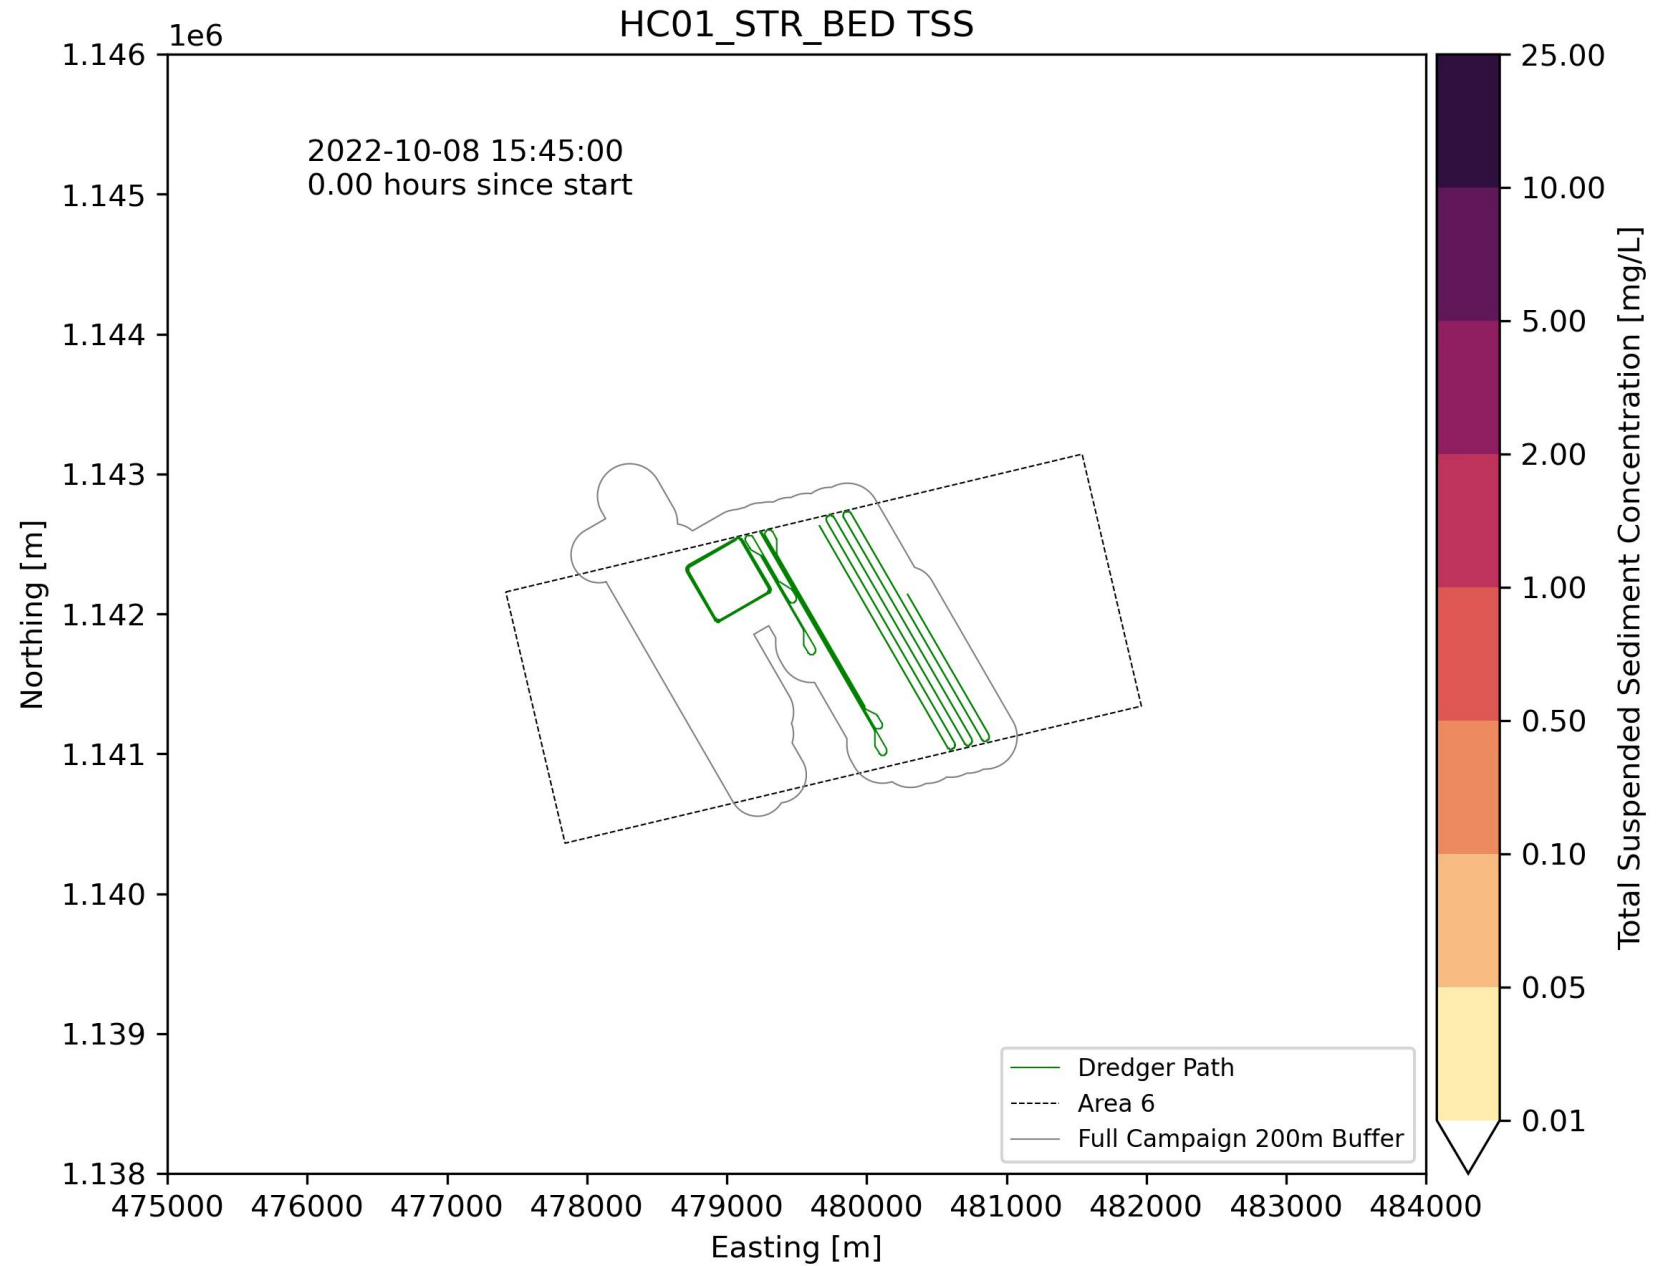 HC01_STR_BED TSS
1e6
1.146
1.145
1.144
1.143
1.142
1.141
1.140
1.139
1.138
Northing [m]
2022-10-08 15:45:00
0.00 hours since start
Dredger Path
Area 6
Full Campaign 200m Buffer
475000 476000 477000 478000 479000 480000 481000 482000 483000 484000
Easting [m]
25.00
10.00
5.00
2.00
1.00
0.50
0.10
0.05
0.01
Total Suspended Sediment Concentration [mg/L]